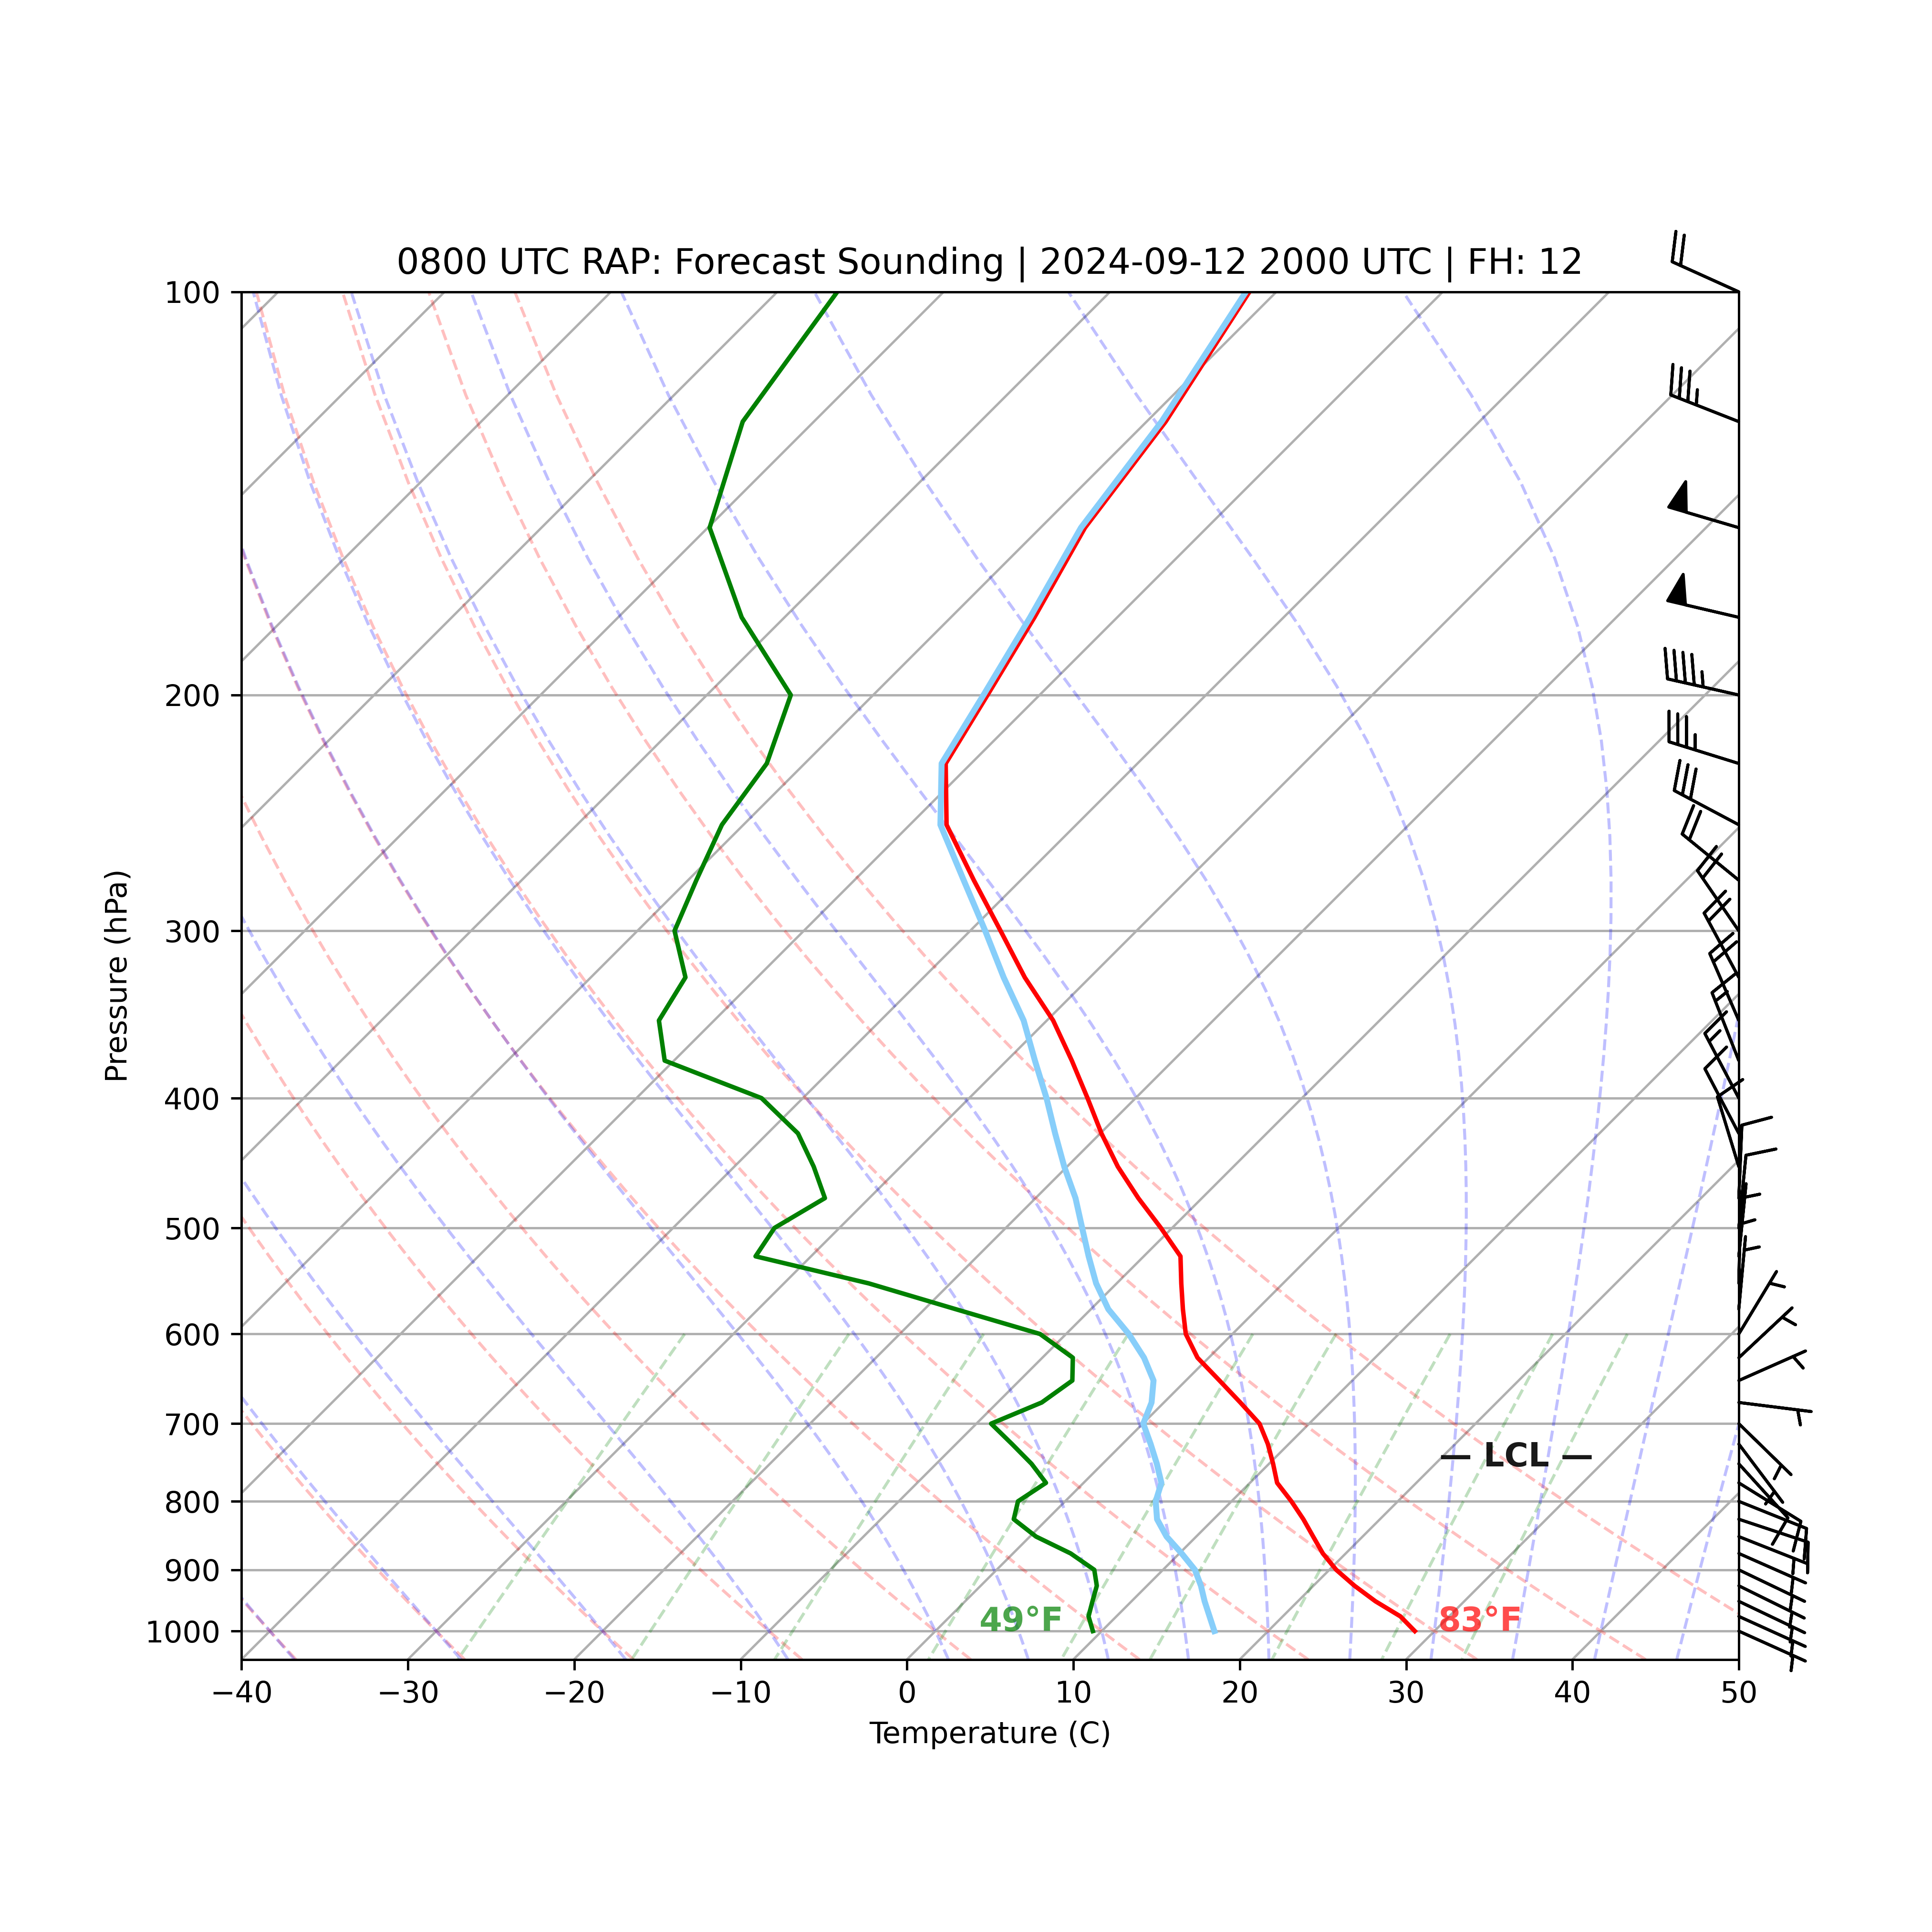 0800 UTC RAP: Forecast Sounding | 2024-09-12 2000 UTC | FH: 12
100
200
300
400
500
600
700
800
900
1000
Pressure (hPa)
— LCL —
49°F
83°F
−40 −30 −20 −10 0 10 20 30 40 50
Temperature (C)